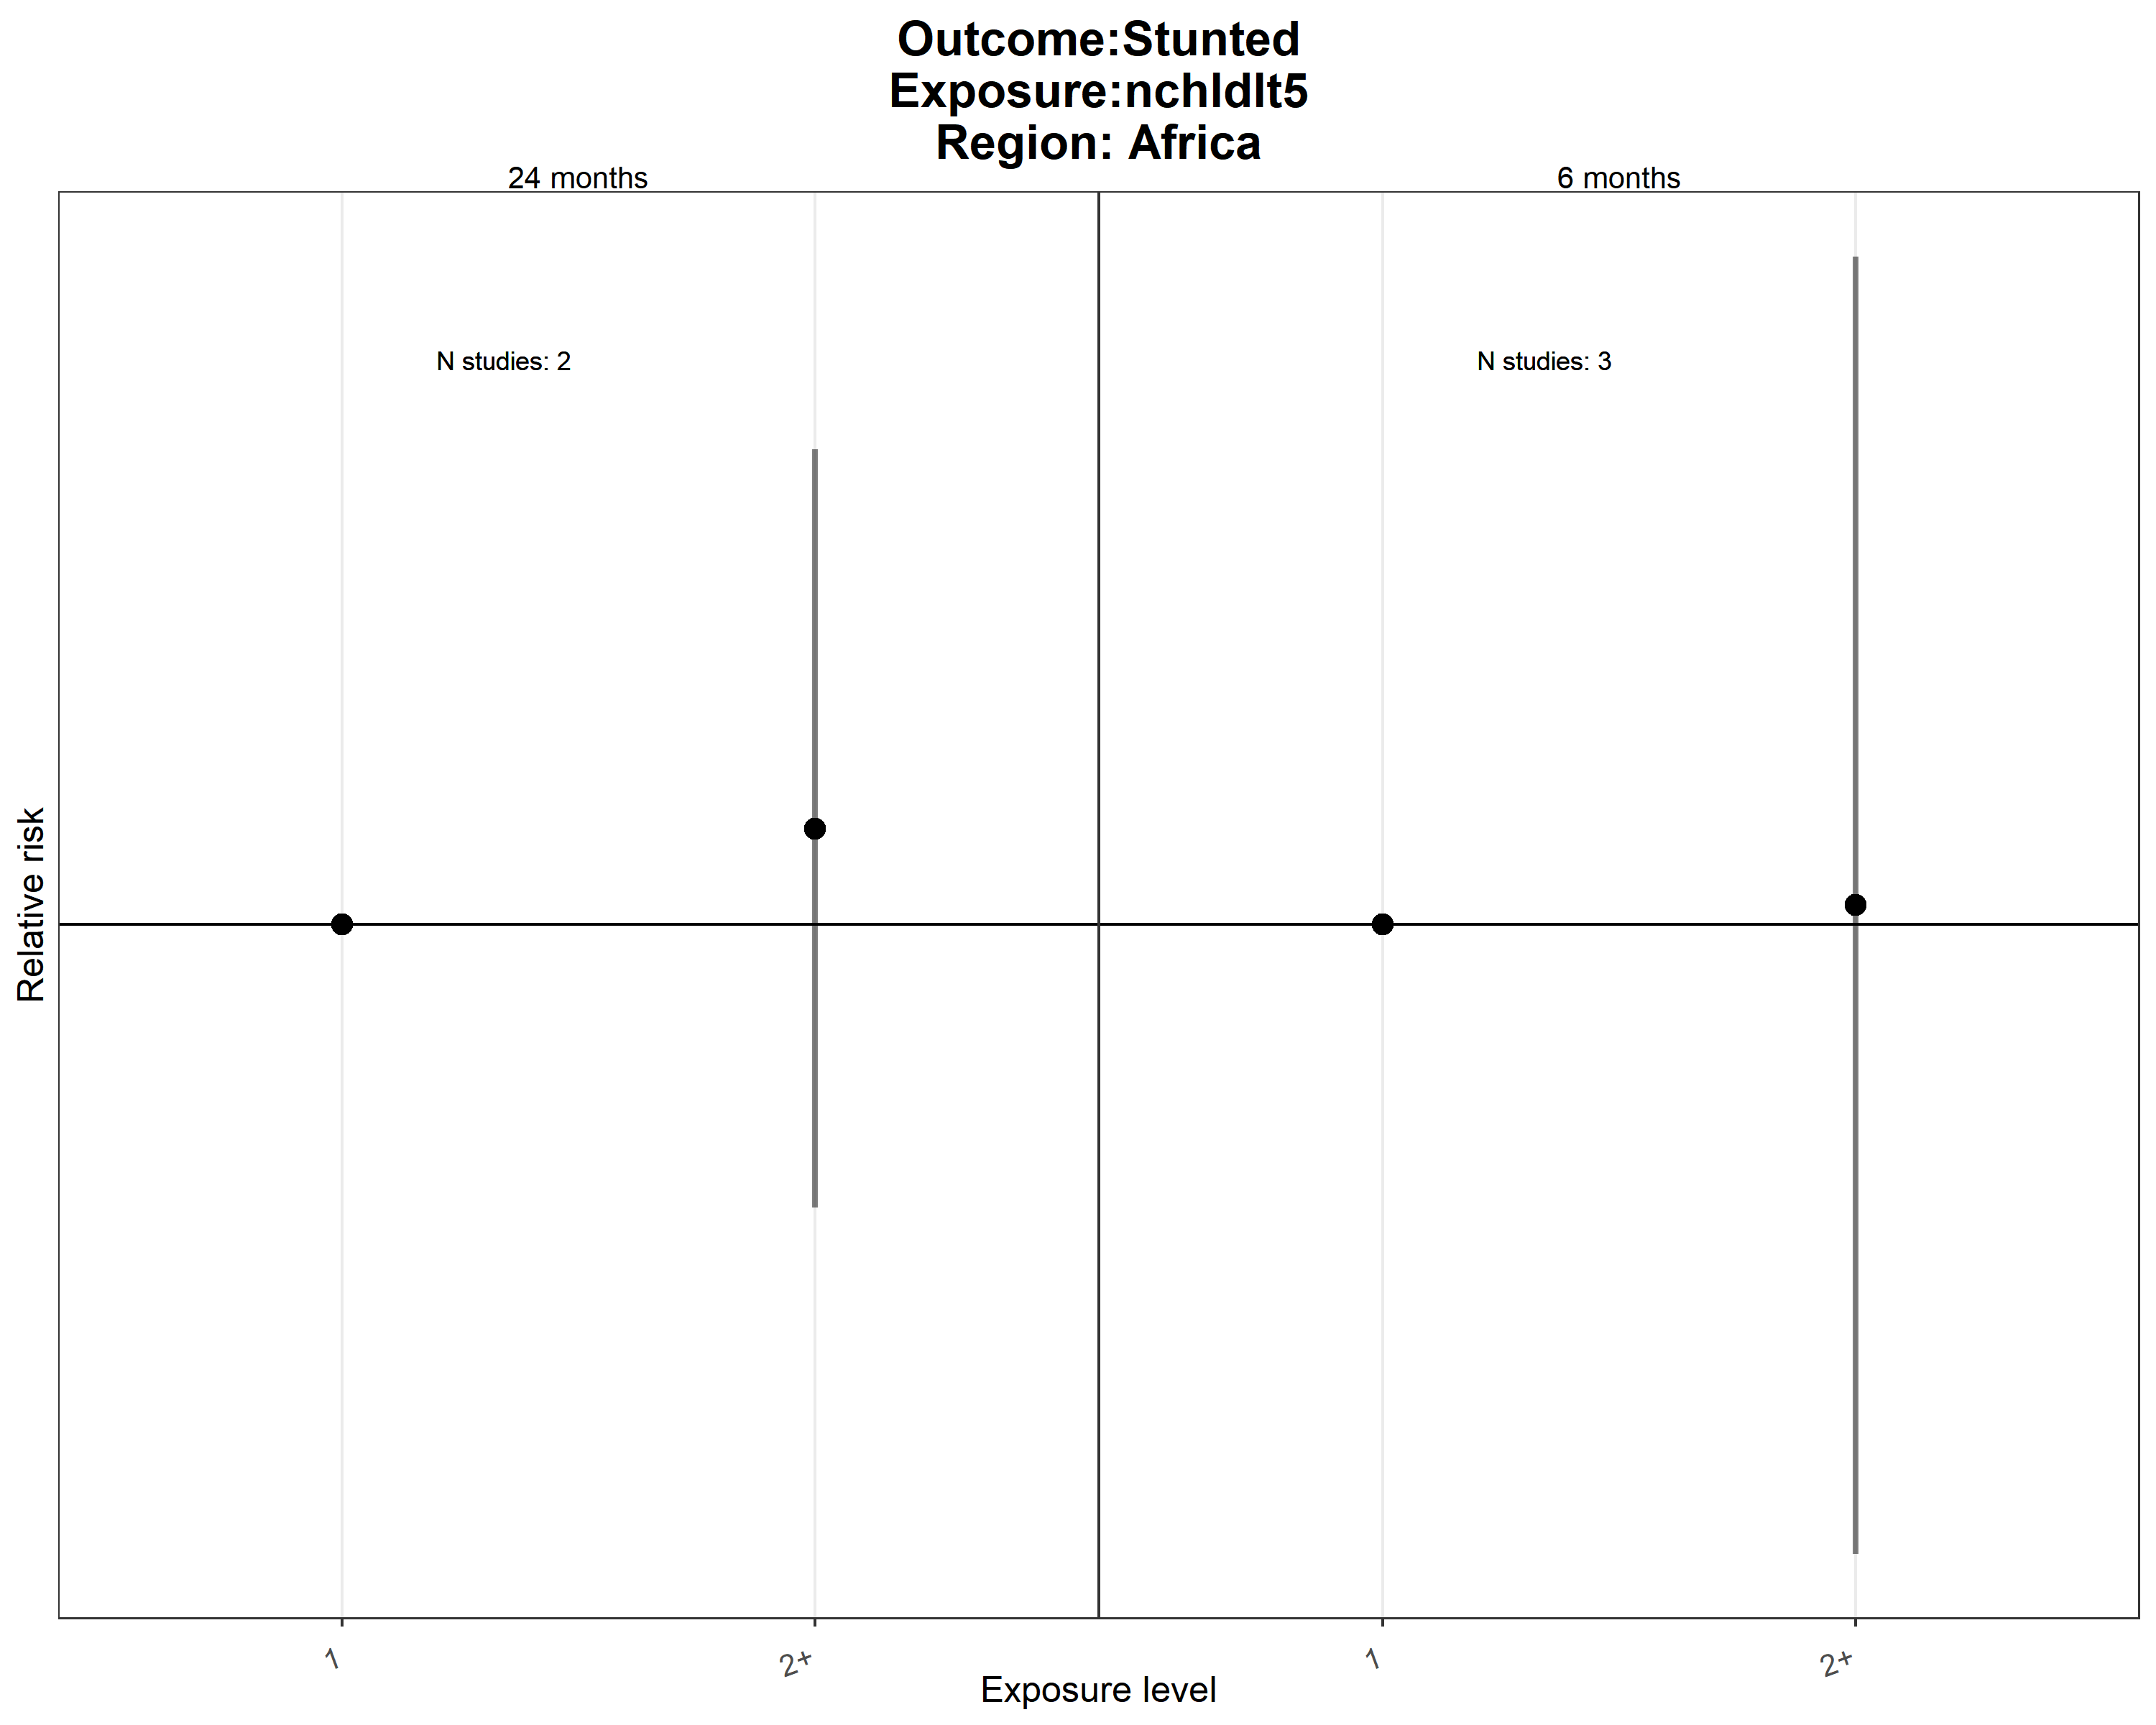 Outcome:Stunted
Exposure:nchldlt5
Region: Africa
24 months
6 months
N studies: 2
N studies: 3
Relative risk
1
2+
1
2+
Exposure level